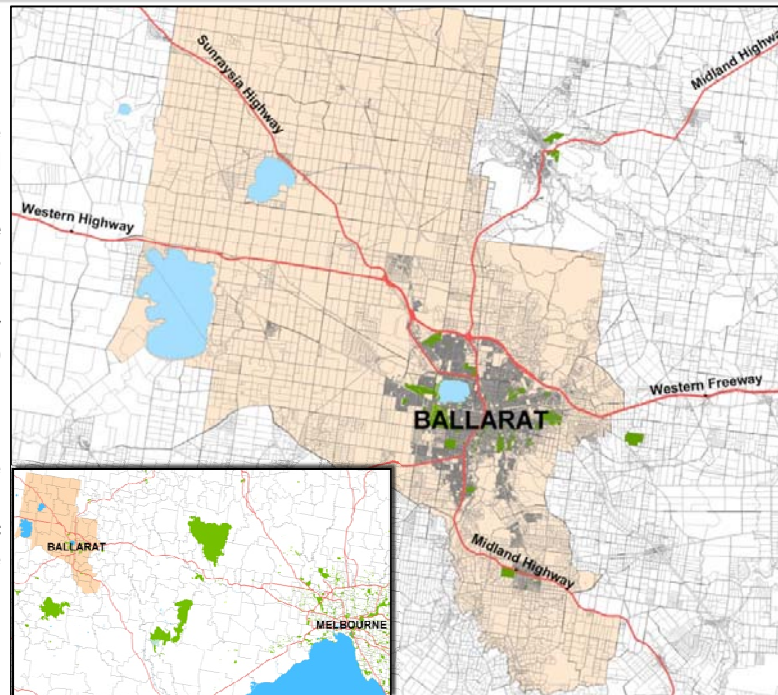 Midland Highway
Sunraysia Highway
Western Highway
Western Freeway
BALLARAT
Midland Highway
BALLARAT
MELBOURNE